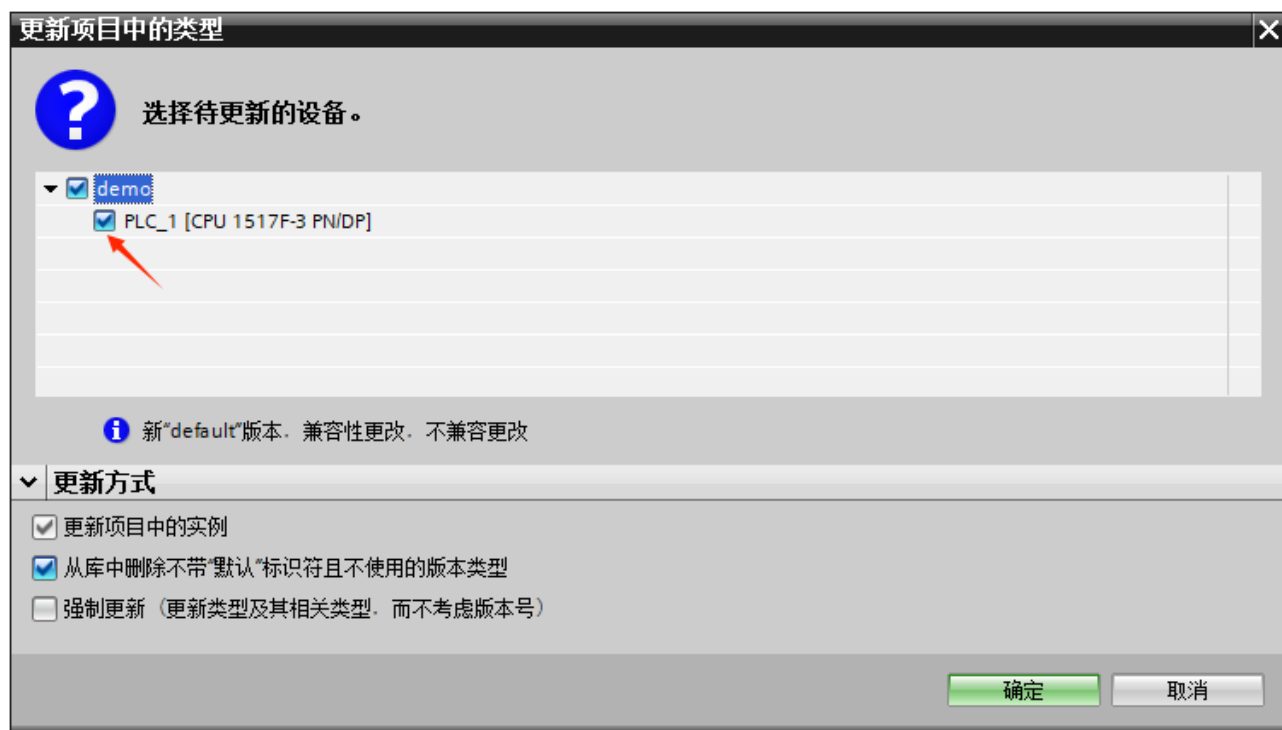 更新项目中的类型
选择待更新的设备。
demo
PLC_1 [CPU 1517F-3 PN/DP]
新"default"版本，兼容性更改，不兼容更改
更新方式
更新项目中的实例
从库中删除不带"默认"标识符且不使用的版本类型
强制更新（更新类型及其相关类型，而不考虑版本号）
确定 取消